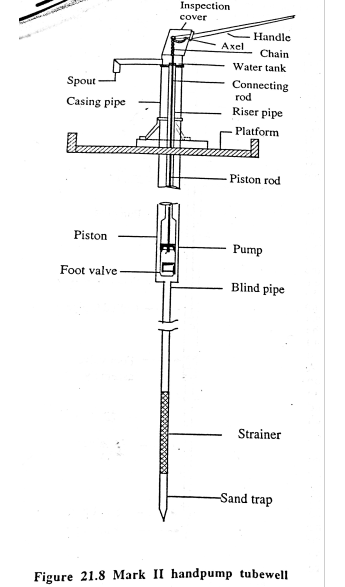 Inspection
cover
Handle
Axel
Chain
Water tank
Spout
Connecting
rod
Casing pipe
Riser pipe
Platform
Piston rod
Piston
Pump
Foot valve
Blind pipe
Strainer
Sand trap
Figure 21.8 Mark II handpump tubewell